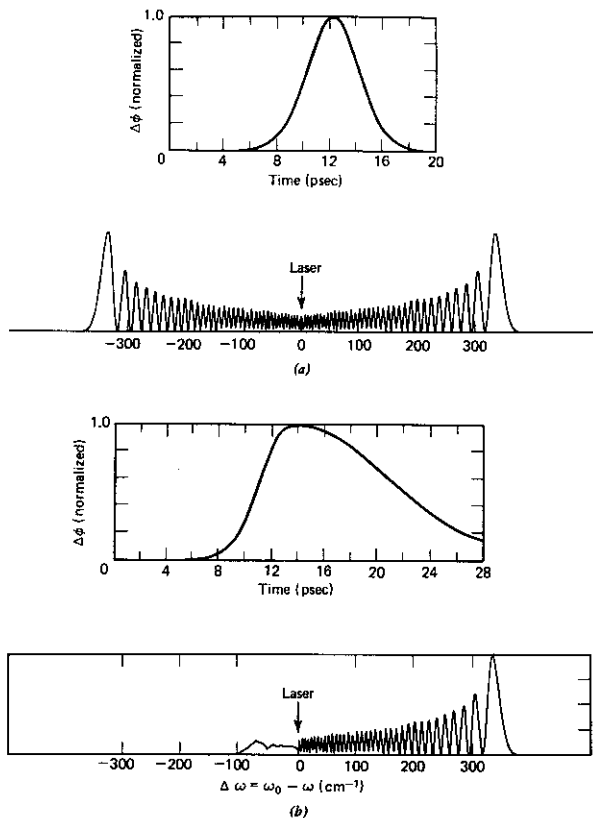 1.0
Δφ (normalized)
0 4 8 12 16 20
Time (psec)
Laser
−300 −200 −100 0 100 200 300
(a)
1.0
Δφ (normalized)
0 4 8 12 16 20 24 28
Time (psec)
Laser
−300 −200 −100 0 100 200 300
Δ ω = ω₀ − ω (cm⁻¹)
(b)